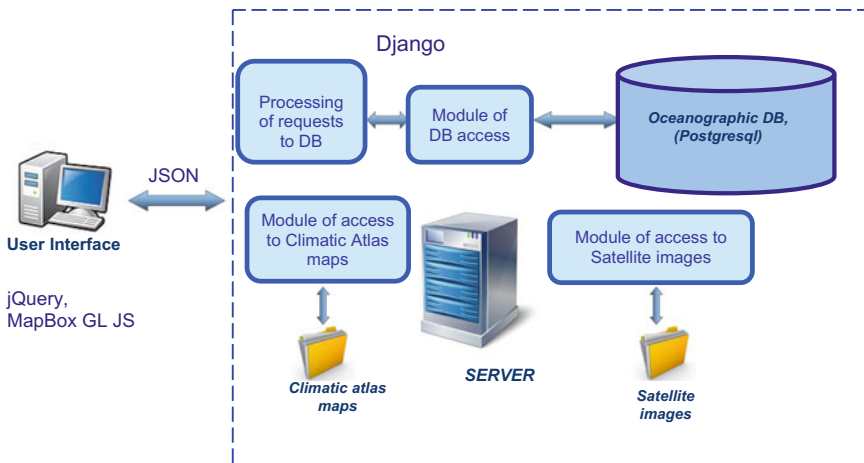 Django
Processing
of requests
to DB
Module of
DB access
Oceanographic DB,
(Postgresql)
JSON
User Interface
jQuery,
MapBox GL JS
Module of access
to Climatic Atlas
maps
Module of access to
Satellite images
SERVER
Climatic atlas
maps
Satellite
images